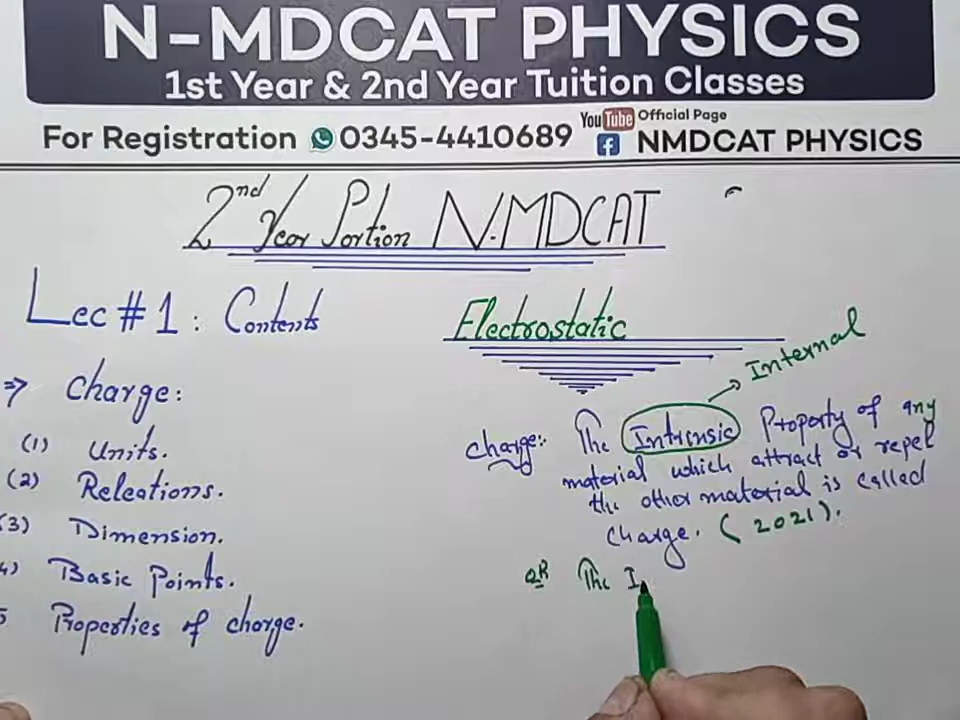 N-MDCAT PHYSICS
1st Year & 2nd Year Tuition Classes
For Registration 0345-4410689 YouTube Official Page
NMDCAT PHYSICS
2nd Year Portion N.MDCAT
Lec # 1 : Contents
Electrostatic
⇒ Charge:
(1) Units.
(2) Releations.
(3) Dimension.
4) Basic Points.
5 Properties of charge.
Internal
Charge:- The Intrinsic Property of any
material which attract or repel
the other material is called
Charge. (2021).
OR The I